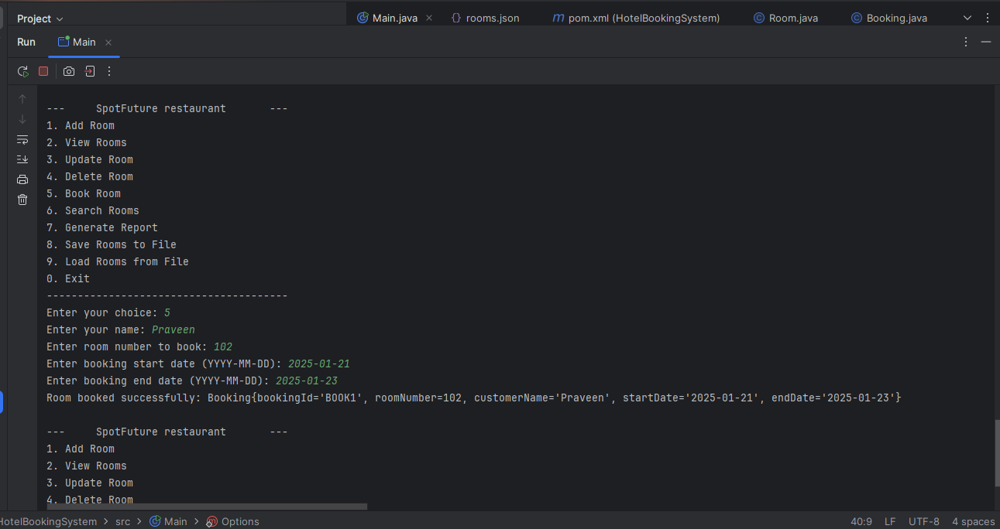 Project
Main.java
{} rooms.json
m pom.xml (HotelBookingSystem)
Room.java
Booking.java
Run
Main
---     SpotFuture restaurant       ---
1. Add Room
2. View Rooms
3. Update Room
4. Delete Room
5. Book Room
6. Search Rooms
7. Generate Report
8. Save Rooms to File
9. Load Rooms from File
0. Exit
---------------------------------------
Enter your choice: 5
Enter your name: Praveen
Enter room number to book: 102
Enter booking start date (YYYY-MM-DD): 2025-01-21
Enter booking end date (YYYY-MM-DD): 2025-01-23
Room booked successfully: Booking{bookingId='BOOK1', roomNumber=102, customerName='Praveen', startDate='2025-01-21', endDate='2025-01-23'}
---     SpotFuture restaurant       ---
1. Add Room
2. View Rooms
3. Update Room
4. Delete Room
HotelBookingSystem > src > Main > Options
40:9 LF UTF-8 4 spaces